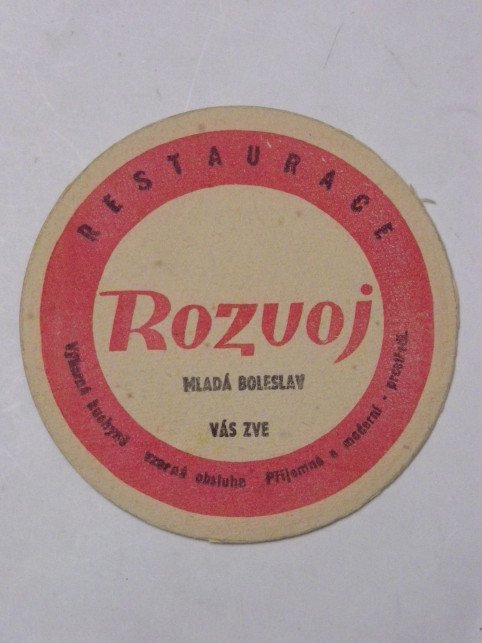 RESTAURACE
Rozvoj
MLADÁ BOLESLAV
VÁS ZVE
Výborná kuchyně vzorná obsluha Příjemné a moderní - prostředí